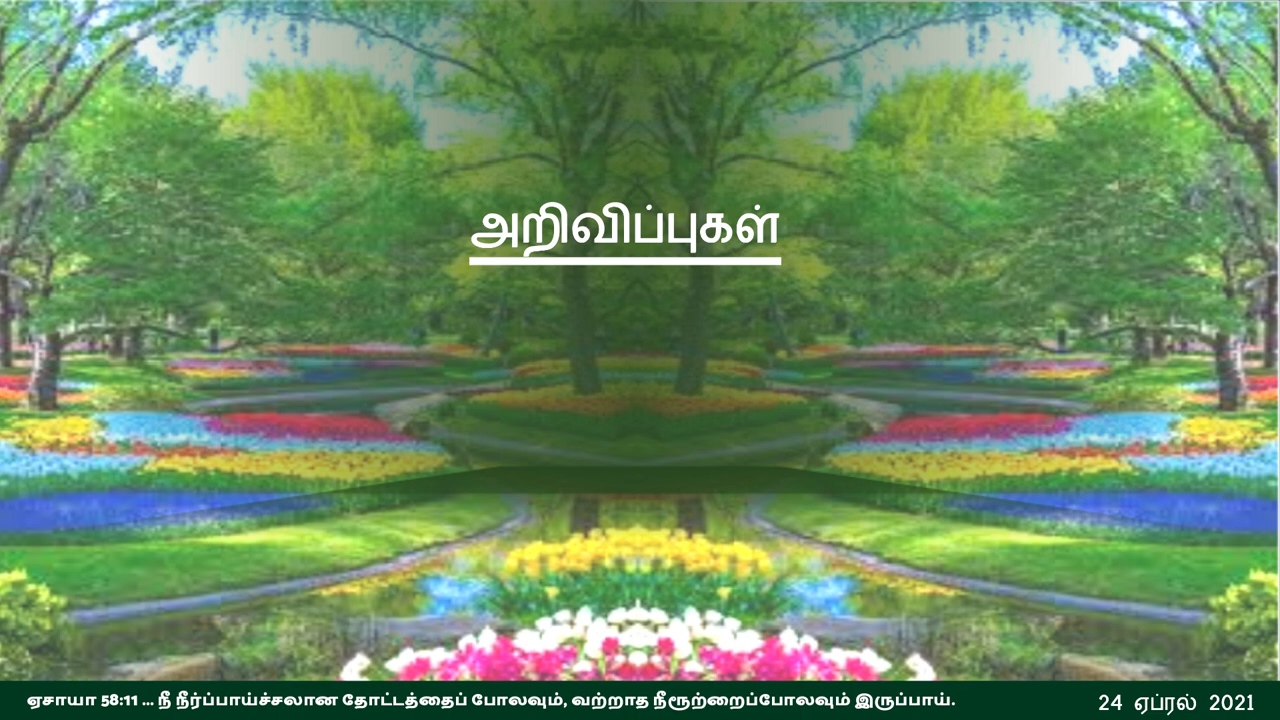 அறிவிப்புகள்
ஏசாயா 58:11 ... நீ நீர்ப்பாய்ச்சலான தோட்டத்தைப் போலவும், வற்றாத நீரூற்றைப்போலவும் இருப்பாய்.
24 ஏப்ரல் 2021